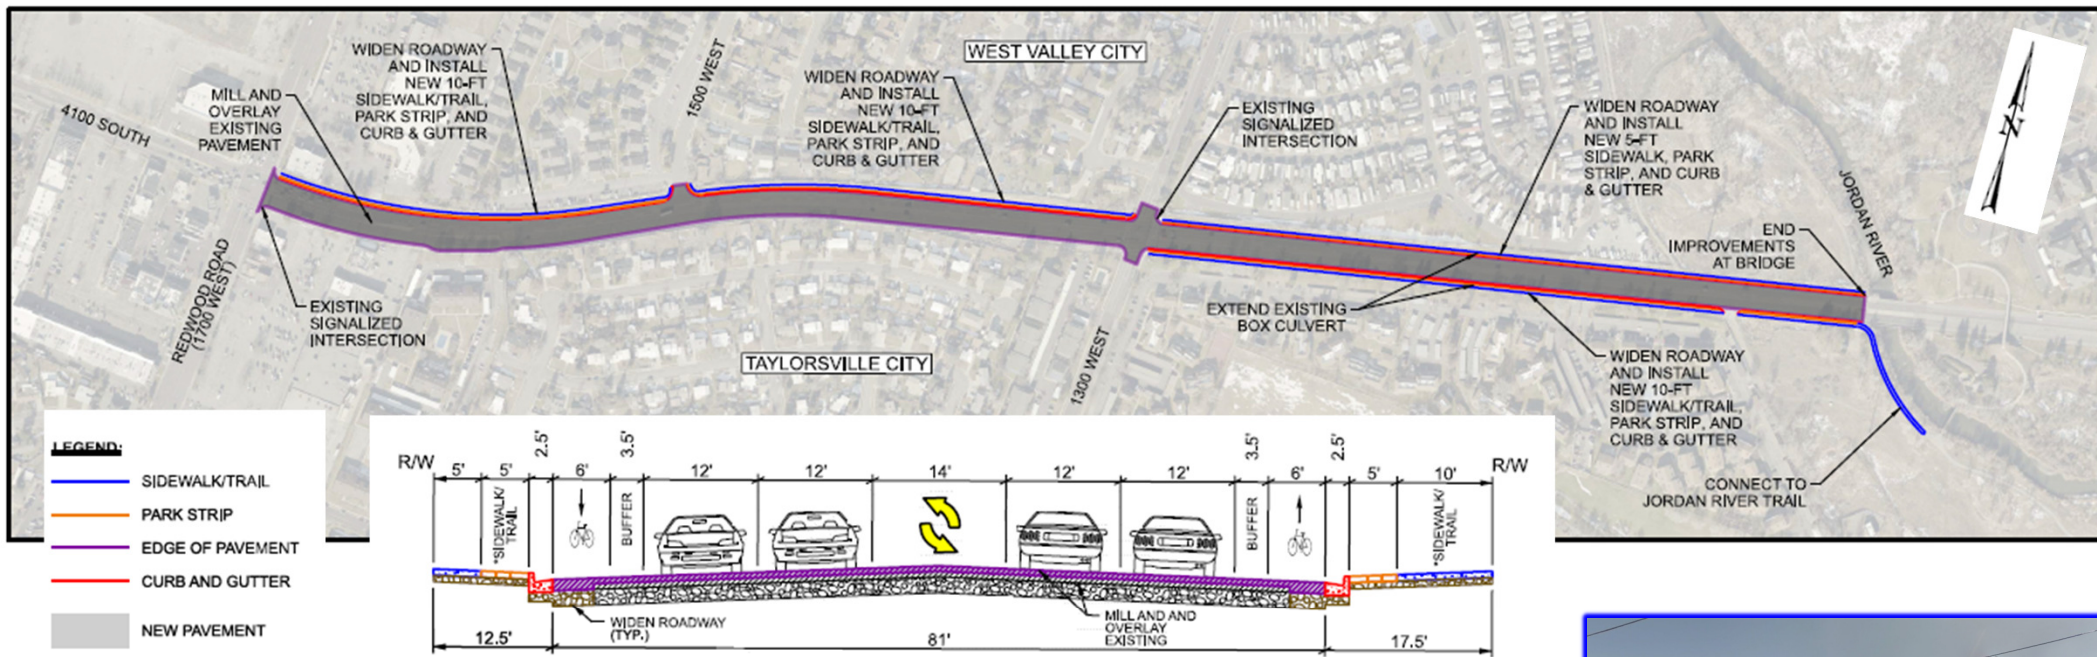 WEST VALLEY CITY
WIDEN ROADWAY
AND INSTALL
NEW 10-FT
SIDEWALK/TRAIL,
PARK STRIP, AND
CURB & GUTTER
MILL AND
OVERLAY
EXISTING
PAVEMENT
4100 SOUTH
1500 WEST
WIDEN ROADWAY
AND INSTALL
NEW 10-FT
SIDEWALK/TRAIL,
PARK STRIP, AND
CURB & GUTTER
EXISTING
SIGNALIZED
INTERSECTION
WIDEN ROADWAY
AND INSTALL
NEW 5-FT
SIDEWALK, PARK
STRIP, AND CURB
& GUTTER
JORDAN RIVER
N
END
IMPROVEMENTS
AT BRIDGE
REDWOOD ROAD
(1700 WEST)
EXISTING
SIGNALIZED
INTERSECTION
TAYLORSVILLE CITY
1300 WEST
EXTEND EXISTING
BOX CULVERT
WIDEN ROADWAY
AND INSTALL
NEW 10-FT
SIDEWALK/TRAIL,
PARK STRIP, AND
CURB & GUTTER
CONNECT TO
JORDAN RIVER TRAIL
LEGEND:
SIDEWALK/TRAIL
PARK STRIP
EDGE OF PAVEMENT
CURB AND GUTTER
NEW PAVEMENT
R/W 5' 5' 2.5' 6' 3.5' 12' 12' 14' 12' 12' 3.5' 6' 2.5' 5' 10' R/W
*SIDEWALK/
TRAIL
BUFFER
BUFFER
*SIDEWALK/
TRAIL
WIDEN ROADWAY
(TYP.)
MILL AND AND
OVERLAY
EXISTING
12.5' 81' 17.5'